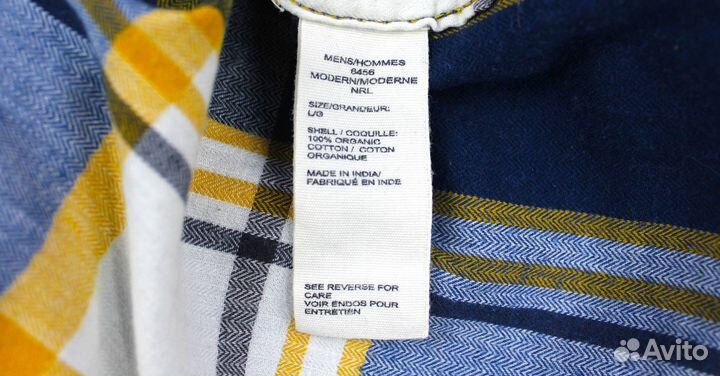 MENS/HOMMES
6456
MODERN/MODERNE
NRL
SIZE/GRANDEUR:
L/G
SHELL / COQUILLE:
100% ORGANIC
COTTON / COTON
ORGANIQUE
MADE IN INDIA/
FABRIQUÉ EN INDE
SEE REVERSE FOR
CARE
VOIR ENDOS POUR
ENTRETIEN
Avito